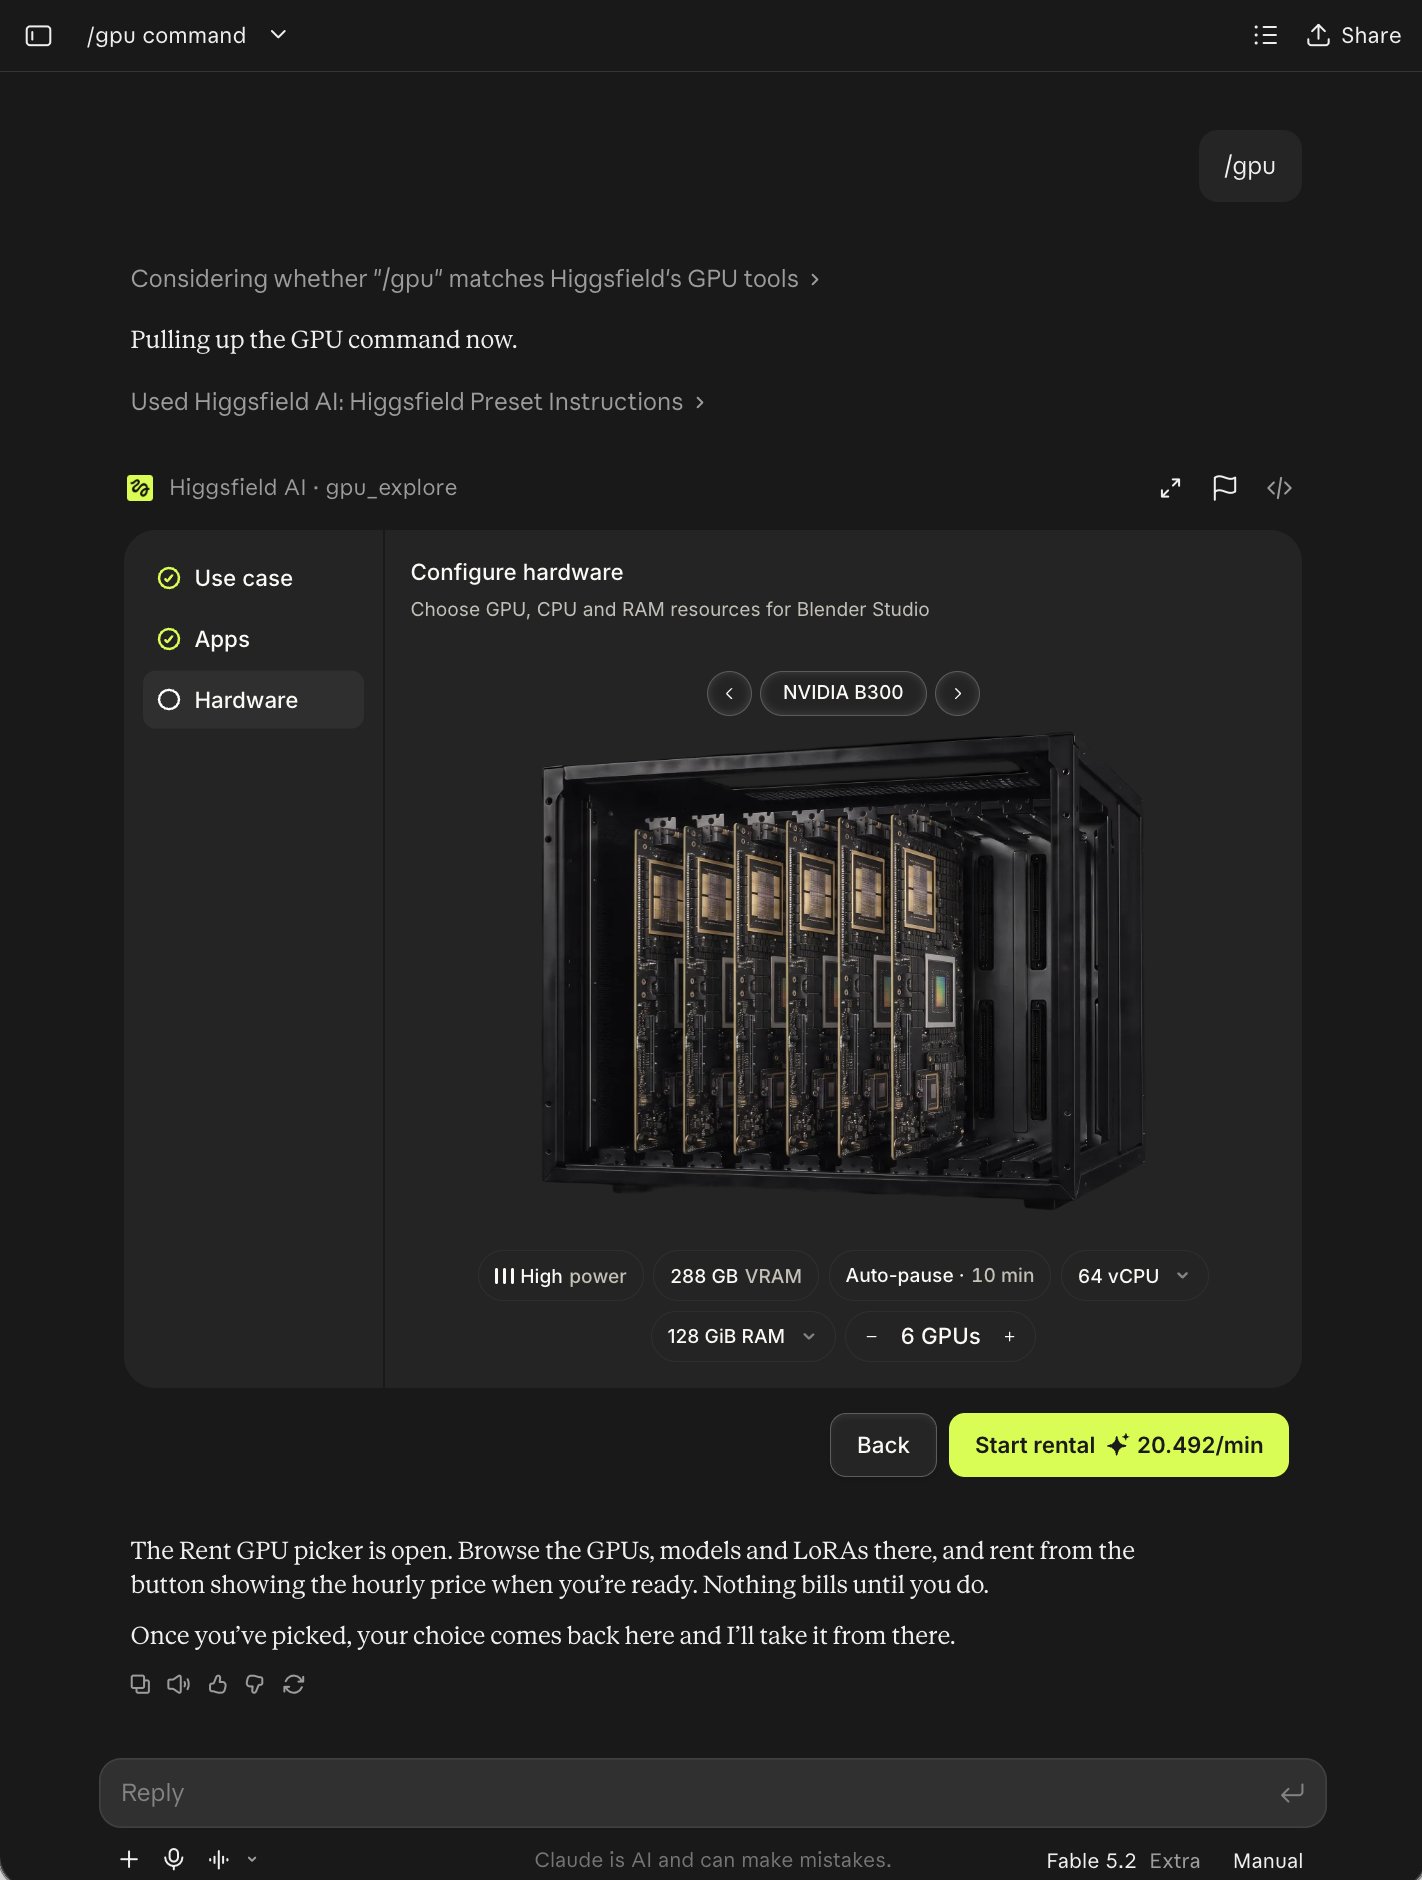 /gpu command
Share
/gpu
Considering whether "/gpu" matches Higgsfield's GPU tools
Pulling up the GPU command now.
Used Higgsfield AI: Higgsfield Preset Instructions
Higgsfield AI · gpu_explore
Use case
Apps
Hardware
Configure hardware
Choose GPU, CPU and RAM resources for Blender Studio
NVIDIA B300
High power
288 GB VRAM
Auto-pause · 10 min
64 vCPU
128 GiB RAM
− 6 GPUs +
Back
Start rental 20.492/min
The Rent GPU picker is open. Browse the GPUs, models and LoRAs there, and rent from the
button showing the hourly price when you’re ready. Nothing bills until you do.
Once you’ve picked, your choice comes back here and I’ll take it from there.
Reply
Claude is AI and can make mistakes.
Fable 5.2 Extra
Manual